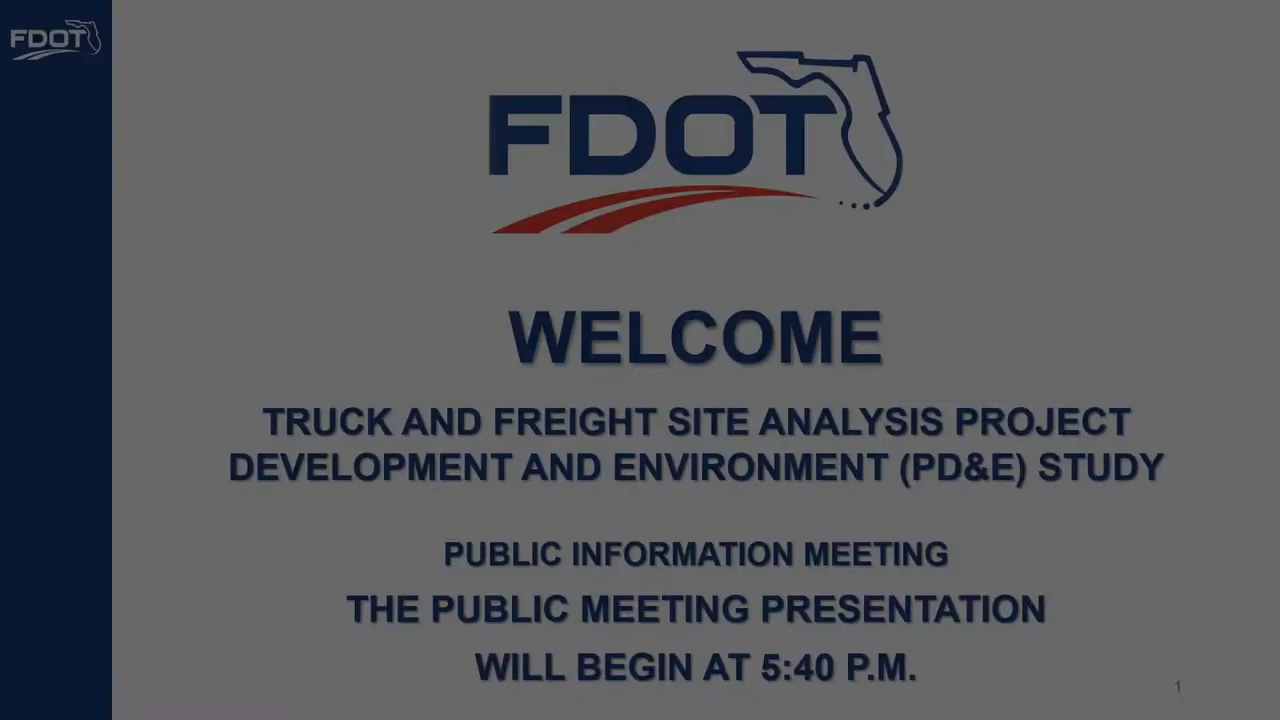 FDOT
FDOT
WELCOME
TRUCK AND FREIGHT SITE ANALYSIS PROJECT
DEVELOPMENT AND ENVIRONMENT (PD&E) STUDY
PUBLIC INFORMATION MEETING
THE PUBLIC MEETING PRESENTATION
WILL BEGIN AT 5:40 P.M.
1